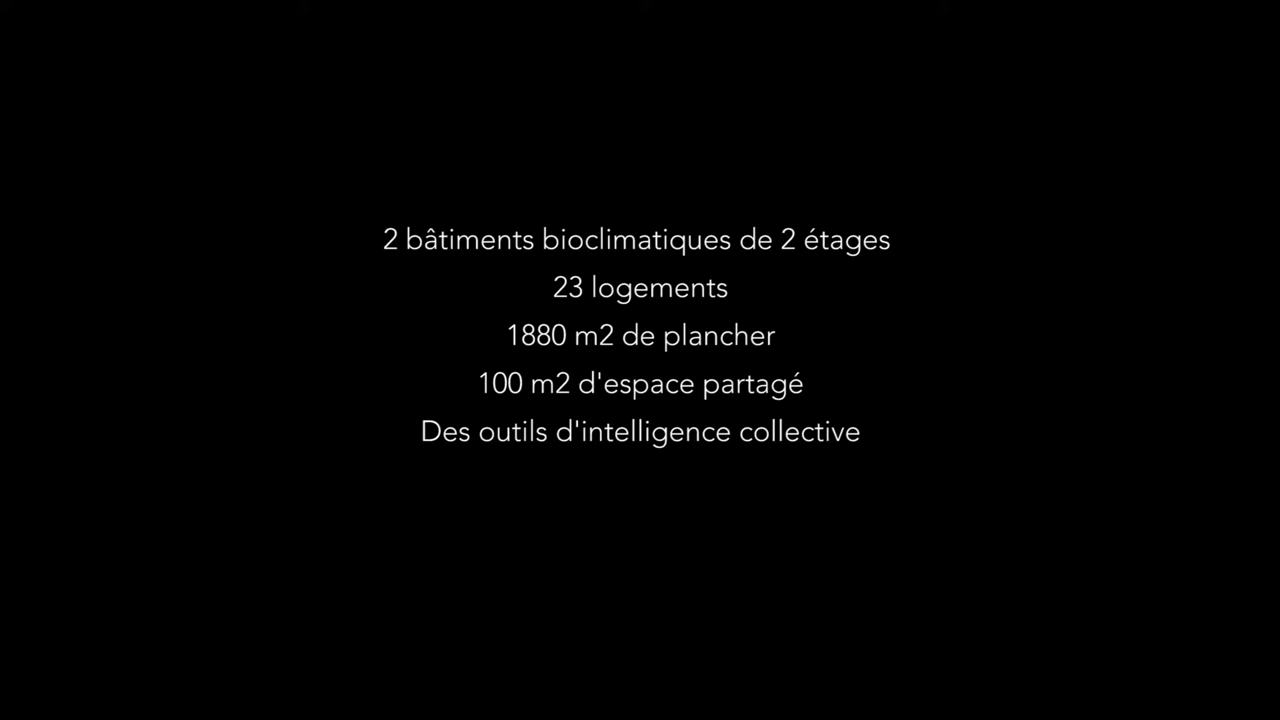 2 bâtiments bioclimatiques de 2 étages
23 logements
1880 m2 de plancher
100 m2 d'espace partagé
Des outils d'intelligence collective